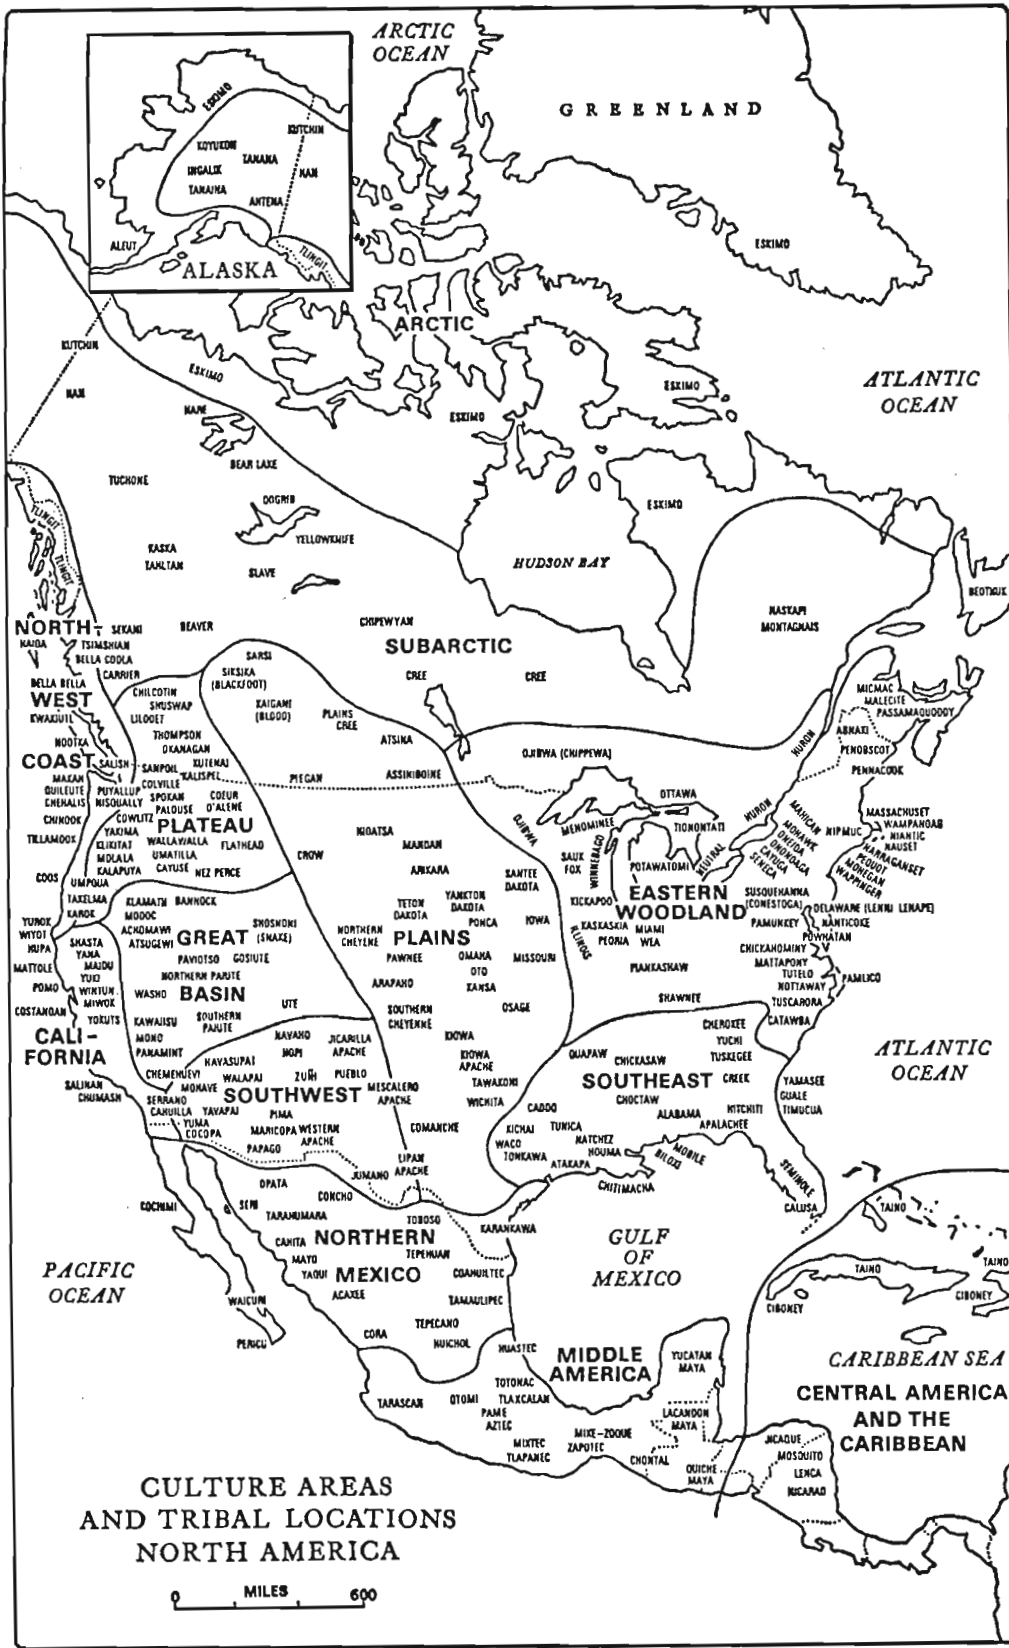 ARCTIC
OCEAN
GREENLAND
ESKIMO
KUTCHIN
KOYUKON
TANANA
INGALIK
HAN
TANAINA
AHTENA
ESKIMO
ALEUT
TLINGIT
ALASKA
ARCTIC
KUTCHIN
ESKIMO
ESKIMO
ATLANTIC
OCEAN
HAN
HARE
ESKIMO
BEAR LAKE
TUCHONE
DOGRIB
ESKIMO
TLINGIT
YELLOWKNIFE
KASKA
TAHLTAN
SLAVE
HUDSON BAY
TLINGIT
BEOTHUK
NASKAPI
MONTAGNAIS
CHIPEWYAN
NORTH-
SEKANI
BEAVER
SUBARCTIC
HAIDA
TSIMSHIAN
BELLA COOLA
SARSI
CARRIER
SIKSIKA
(BLACKFOOT)
CREE
CREE
BELLA BELLA
WEST
CHILCOTIN
SHUSWAP
KAIGANI
(BLOOD)
PLAINS
CREE
MICMAC
MALECITE
PASSAMAQUODDY
KWAKIUTL
LILOOET
THOMPSON
OKANAGAN
ATSINA
HURON
ABNAKI
PENOBSCOT
NOOTKA
COAST
SALISH
SANPOIL
KUTENAI
KALISPEL
OJIBWA (CHIPPEWA)
PENNACOOK
MAKAH
QUILEUTE
CHEHALIS
PUYALLUP
NISQUALLY
COLVILLE
SPOKAN
PALOUSE
COEUR
D'ALENE
PIEGAN
ASSINIBOINE
OTTAWA
CHINOOK
COWLITZ
PLATEAU
OJIBWA
MENOMINEE
TIONONTATI
HURON
MAHICAN
MOHAWK
ONEIDA
ONONDAGA
CAYUGA
SENECA
NIPMUC
MASSACHUSET
WAMPANOAG
NIANTIC
NAUSET
NARRAGANSET
PEQUOT
MOHEGAN
WAPPINGER
TILLAMOOK
YAKIMA
KLIKITAT
MOLALA
KALAPUYA
WALLAWALLA
UMATILLA
CAYUSE
FLATHEAD
NEZ PERCE
CROW
HIDATSA
MANDAN
ARIKARA
SAUK
FOX
WINNEBAGO
POTAWATOMI
NEUTRAL
COOS
UMPQUA
TAKELMA
KAROK
KLAMATH
BANNOCK
MODOC
ACHOMAWI
ATSUGEWI
SHOSHONI
(SNAKE)
TETON
DAKOTA
YANKTON
DAKOTA
SANTEE
DAKOTA
PONCA
IOWA
KICKAPOO
EASTERN
WOODLAND
SUSQUEHANNA
(CONESTOGA)
DELAWARE (LENNI LENAPE)
YUROK
WIYOT
HUPA
SHASTA
YANA
GREAT
NORTHERN
CHEYENE
PLAINS
ILLINOIS
KASKASKIA
PEORIA
MIAMI
WEA
PAMUNKEY
NANTICOKE
POWHATAN
MATTOLE
MAIDU
YUKI
PAVIOTSO
GOSIUTE
PAWNEE
OMAHA
OTO
KANSA
MISSOURI
PIANKASHAW
CHICKAHOMINY
MATTAPONY
TUTELO
NOTTAWAY
PAMLICO
POMO
WINTUN
MIWOK
NORTHERN PAIUTE
WASHO
BASIN
ARAPAHO
SHAWNEE
TUSCARORA
COSTANOAN
YOKUTS
UTE
SOUTHERN
CHEYENNE
OSAGE
CALI-
FORNIA
KAWAIISU
SOUTHERN
PAIUTE
MONO
PANAMINT
NAVAHO
HOPI
JICARILLA
APACHE
KIOWA
KIOWA
APACHE
QUAPAW
CHICKASAW
CHEROKEE
YUCHI
TUSKEGEE
CATAWBA
ATLANTIC
OCEAN
SALINAN
CHUMASH
CHEMEHUEVI
HAVASUPAI
WALAPAI
MOHAVE
ZUÑI
PUEBLO
SOUTHWEST
MESCALERO
APACHE
TAWAKONI
WICHITA
SOUTHEAST
CHOCTAW
CREEK
YAMASEE
GUALE
TIMUCUA
SERRANO
CAHUILLA
YAVAPAI
PIMA
YUMA
COCOPA
MARICOPA
WESTERN
APACHE
PAPAGO
COMANCHE
CADDO
KICHAI
TUNICA
WACO
TONKAWA
NATCHEZ
HOUMA
ATAKAPA
ALABAMA
HITCHITI
APALACHEE
MOBILE
BILOXI
CHITIMACHA
SEMINOLE
CALUSA
LIPAN
APACHE
JUMANO
OPATA
CONCHO
COCHIMI
SERI
TARAHUMARA
TOBOSO
KARANKAWA
TAINO
CAHITA
NORTHERN
MEXICO
TEPEHUAN
MAYO
YAQUI
COAHUILTEC
GULF
OF
MEXICO
TAINO
TAINO
CIBONEY
CIBONEY
PACIFIC
OCEAN
WAICURI
PERICU
ACAXEE
TAMAULIPEC
TEPECANO
CORA
HUICHOL
HUASTEC
MIDDLE
AMERICA
YUCATAN
MAYA
CARIBBEAN SEA
CENTRAL AMERICA
AND THE
CARIBBEAN
TARASCAN
OTOMI
TOTONAC
TLAXCALAN
PAME
AZTEC
LACANDON
MAYA
MIXTEC
TLAPANEC
MIXE-ZOQUE
ZAPOTEC
CHONTAL
QUICHE
MAYA
JICAQUE
MOSQUITO
LENCA
NICARAO
CULTURE AREAS
AND TRIBAL LOCATIONS
NORTH AMERICA
0 MILES 600